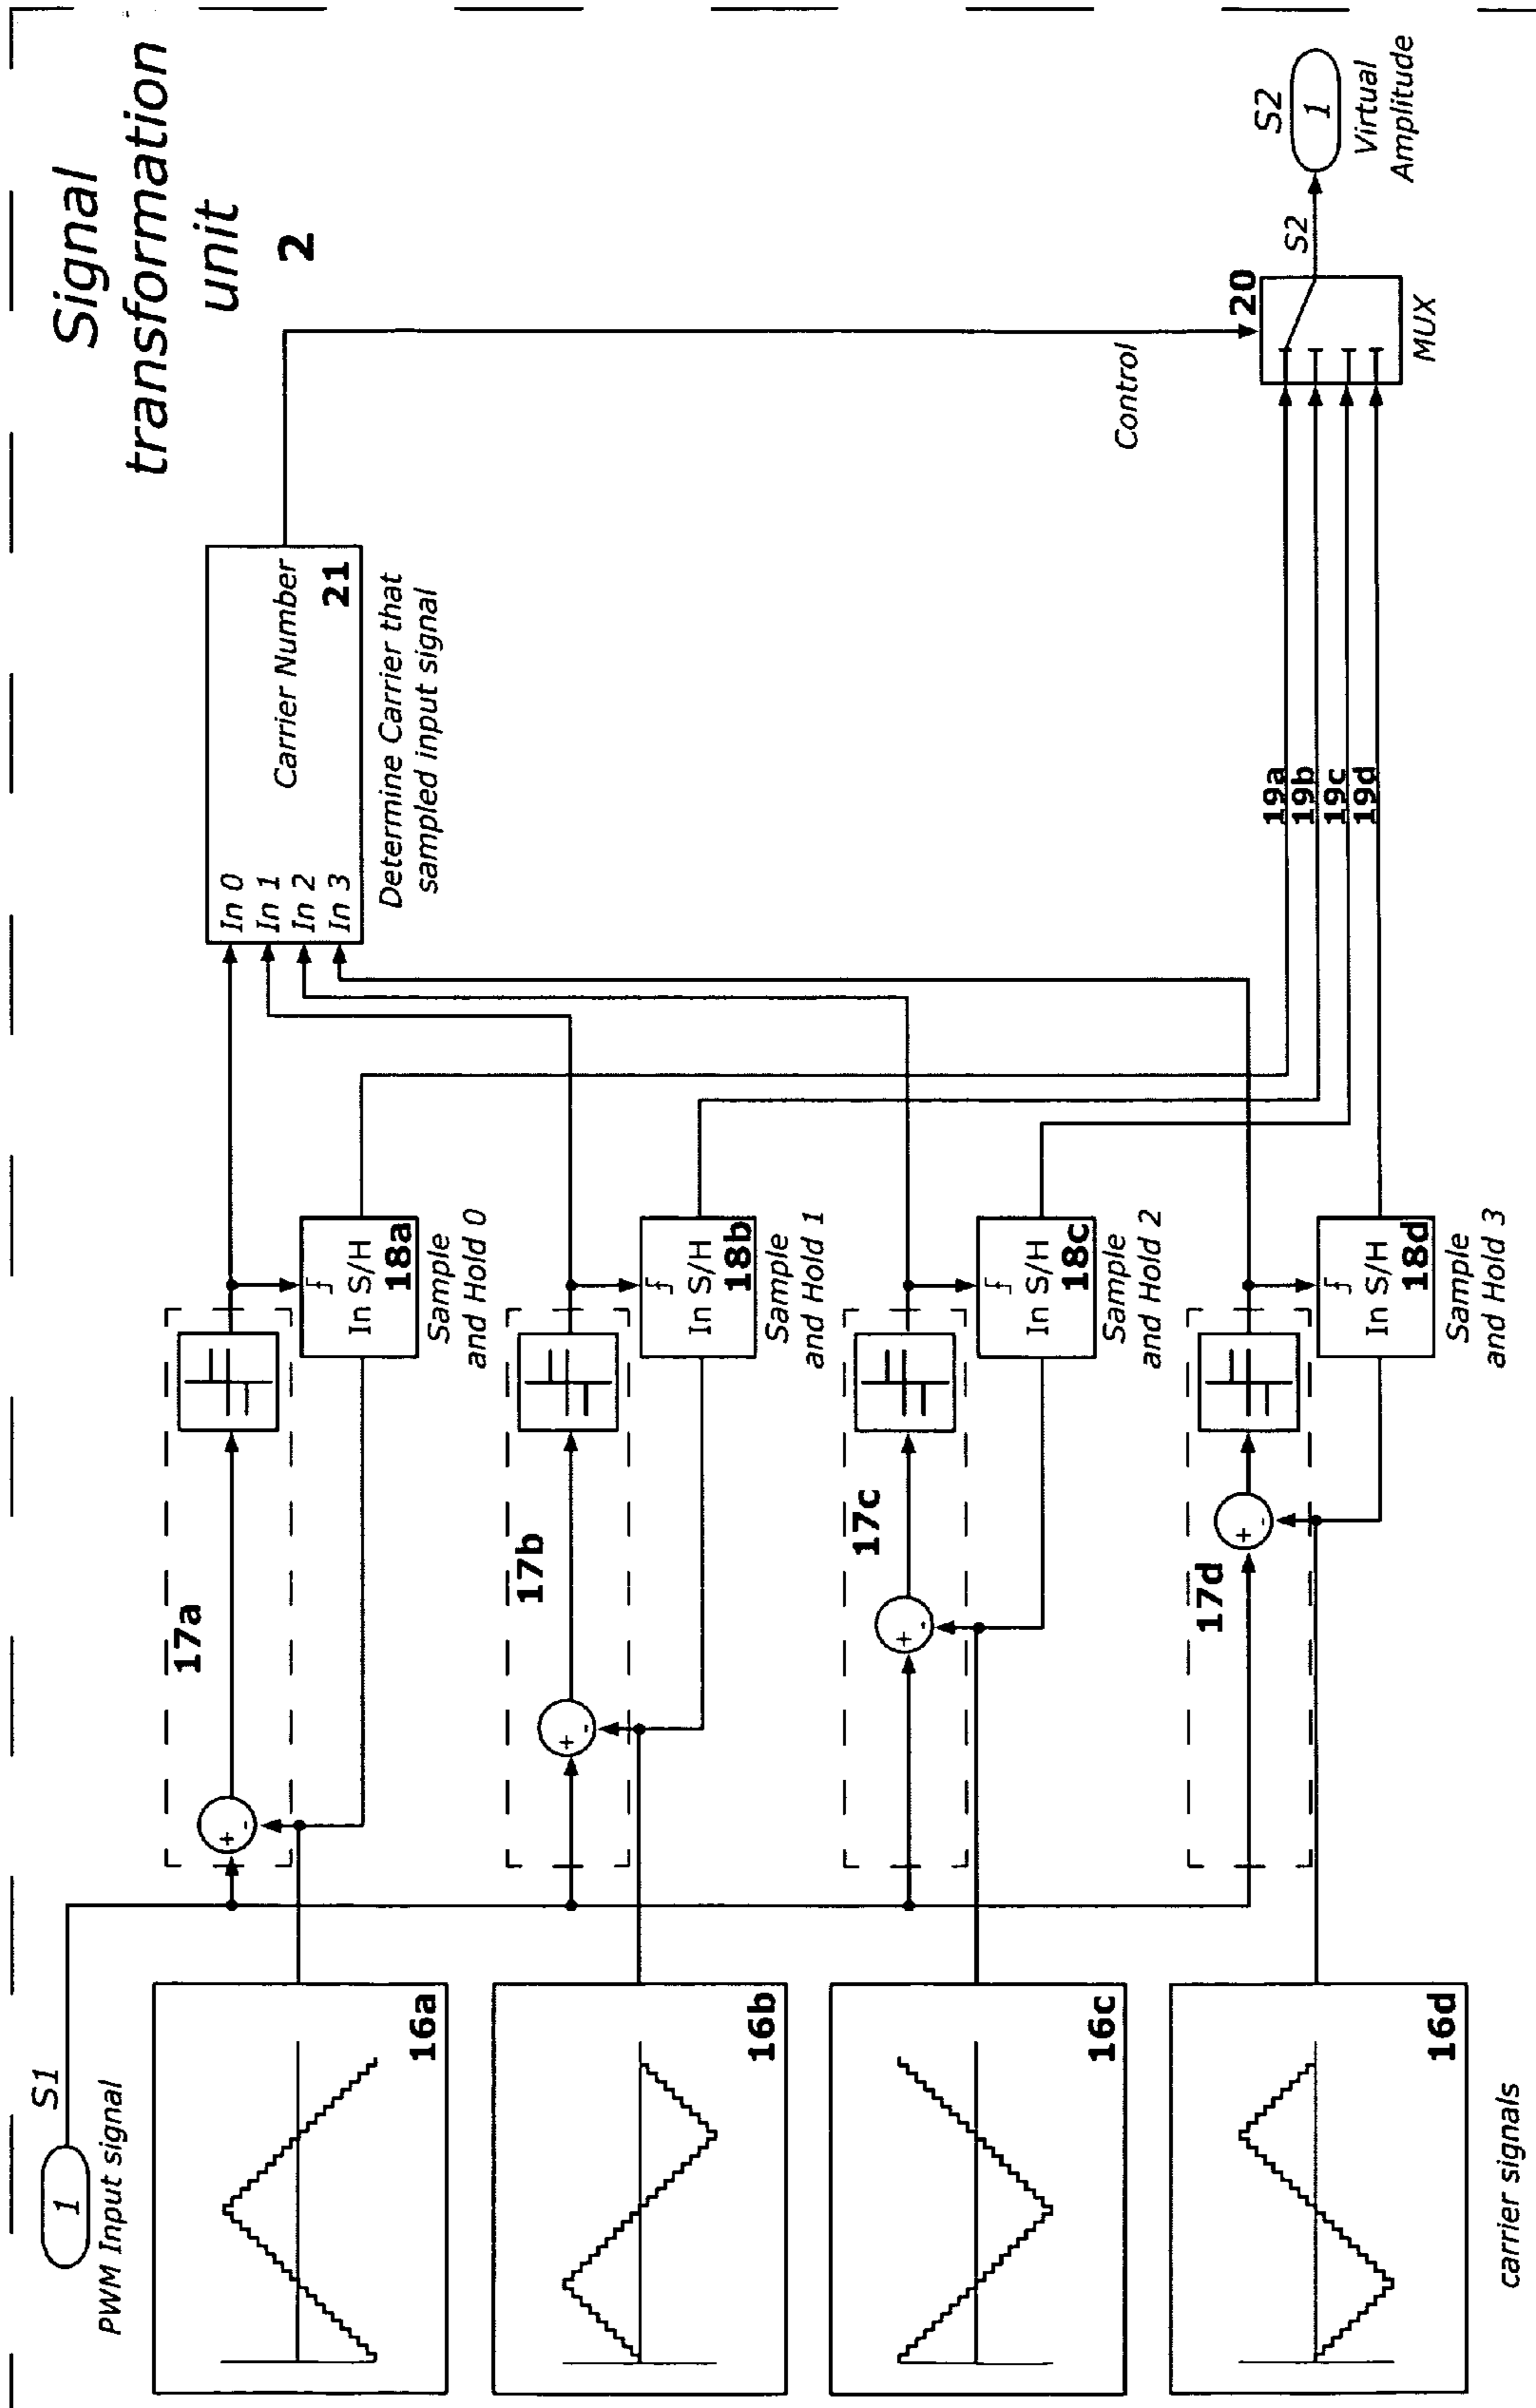 Signal
transformation
unit
2
1
S1
PWM Input signal
16a
16b
16c
16d
carrier signals
17a
+
-
17b
+
-
17c
+
-
17d
+
-
In S/H
18a
Sample
and Hold 0
In S/H
18b
Sample
and Hold 1
In S/H
18c
Sample
and Hold 2
In S/H
18d
Sample
and Hold 3
In 0
In 1
In 2
In 3
Carrier Number
21
Determine Carrier that
sampled input signal
19a
19b
19c
19d
Control
20
MUX
S2
S2
1
Virtual
Amplitude